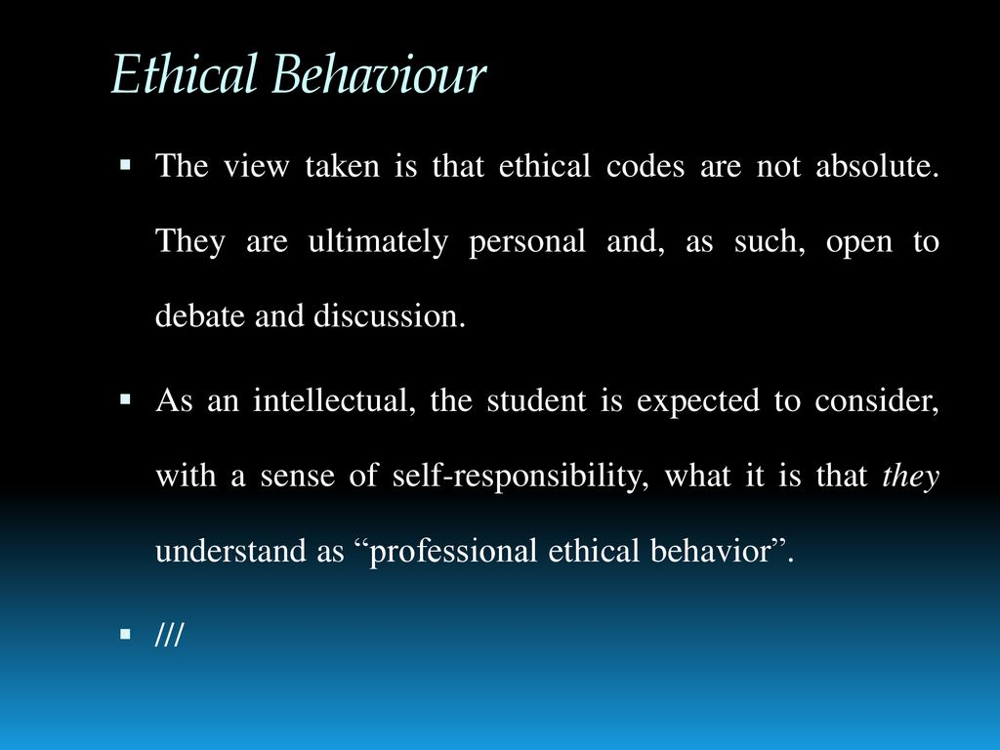 Ethical Behaviour
▪ The view taken is that ethical codes are not absolute.
They are ultimately personal and, as such, open to
debate and discussion.
▪ As an intellectual, the student is expected to consider,
with a sense of self-responsibility, what it is that they
understand as “professional ethical behavior”.
▪ ///